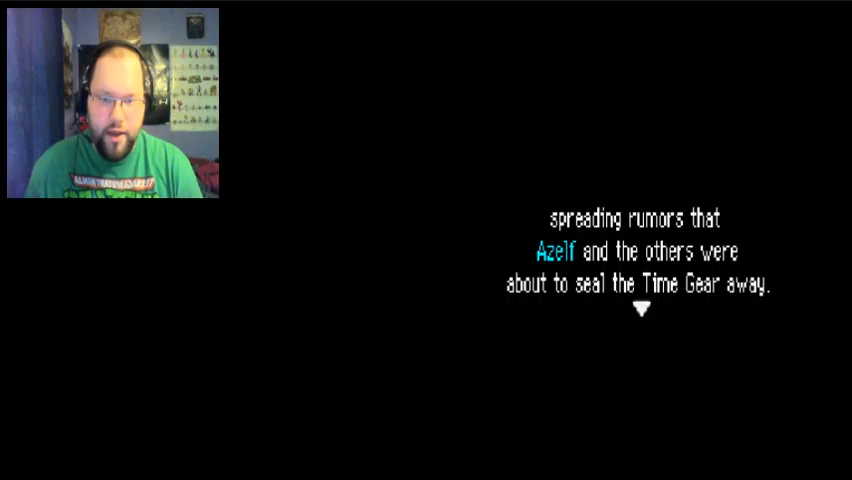 spreading rumors that
Azelf and the others were
about to seal the Time Gear away.